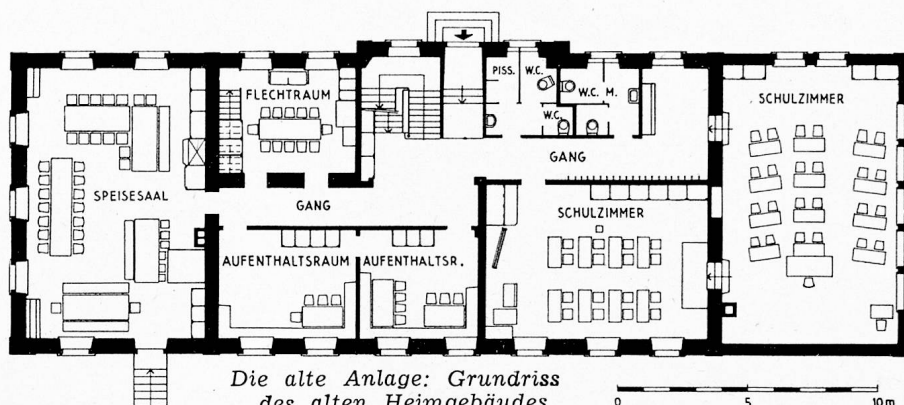 PISS.
W.C.
FLECHTRAUM
W.C. M.
SCHULZIMMER
W.C.
GANG
SPEISESAAL
GANG
SCHULZIMMER
AUFENTHALTSRAUM
AUFENTHALTSR.
Die alte Anlage: Grundriss
des alten Heimgebäudes
0 5 10 m